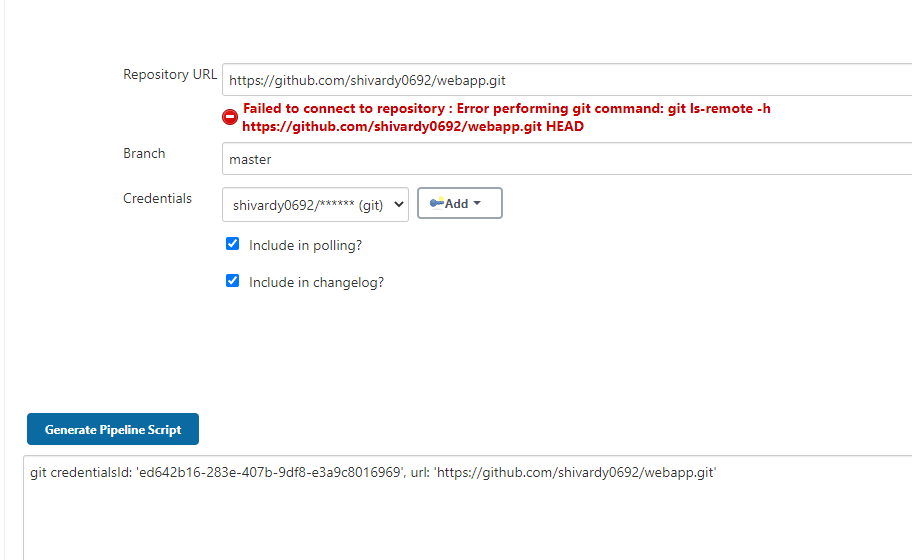 Repository URL
https://github.com/shivardy0692/webapp.git
Failed to connect to repository : Error performing git command: git ls-remote -h
https://github.com/shivardy0692/webapp.git HEAD
Branch
master
Credentials
shivardy0692/****** (git)
Add
Include in polling?
Include in changelog?
Generate Pipeline Script
git credentialsId: 'ed642b16-283e-407b-9df8-e3a9c8016969', url: 'https://github.com/shivardy0692/webapp.git'